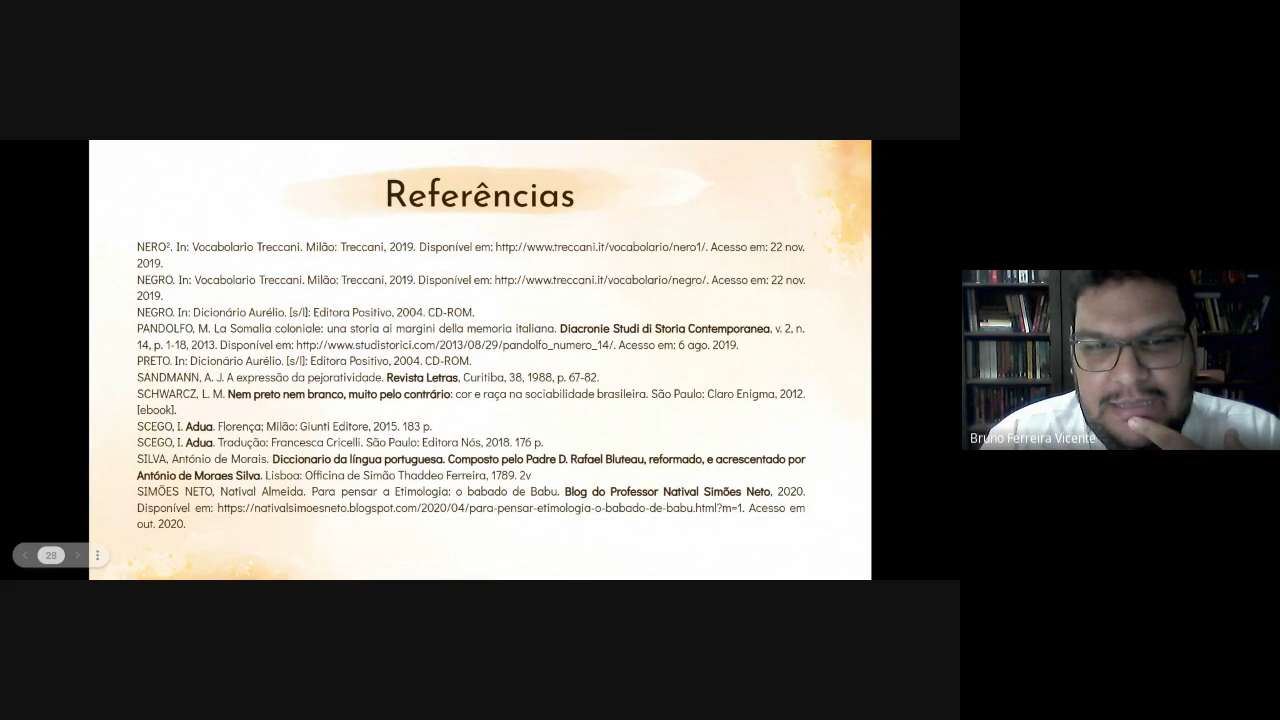 Referências
NERO². In: Vocabolario Treccani. Milão: Treccani, 2019. Disponível em: http://www.treccani.it/vocabolario/nero1/. Acesso em: 22 nov.
2019.
NEGRO. In: Vocabolario Treccani. Milão: Treccani, 2019. Disponível em: http://www.treccani.it/vocabolario/negro/. Acesso em: 22 nov.
2019.
NEGRO. In: Dicionário Aurélio. [s/l]: Editora Positivo, 2004. CD-ROM.
PANDOLFO, M. La Somalia coloniale: una storia ai margini della memoria italiana. Diacronie Studi di Storia Contemporanea, v. 2, n.
14, p. 1-18, 2013. Disponível em: http://www.studistorici.com/2013/08/29/pandolfo_numero_14/. Acesso em: 6 ago. 2019.
PRETO. In: Dicionário Aurélio. [s/l]: Editora Positivo, 2004. CD-ROM.
SANDMANN, A. J. A expressão da pejoratividade. Revista Letras, Curitiba, 38, 1988, p. 67-82.
SCHWARCZ, L. M. Nem preto nem branco, muito pelo contrário: cor e raça na sociabilidade brasileira. São Paulo: Claro Enigma, 2012.
[ebook].
SCEGO, I. Adua. Florença; Milão: Giunti Editore, 2015. 183 p.
SCEGO, I. Adua. Tradução: Francesca Cricelli. São Paulo: Editora Nós, 2018. 176 p.
SILVA, António de Morais. Diccionario da língua portuguesa. Composto pelo Padre D. Rafael Bluteau, reformado, e acrescentado por
António de Moraes Silva. Lisboa: Officina de Simão Thaddeo Ferreira, 1789. 2v
SIMÕES NETO, Natival Almeida. Para pensar a Etimologia: o babado de Babu. Blog do Professor Natival Simões Neto, 2020.
Disponível em: https://nativalsimoesneto.blogspot.com/2020/04/para-pensar-etimologia-o-babado-de-babu.html?m=1. Acesso em
out. 2020.
28
Bruno Ferreira Vicente